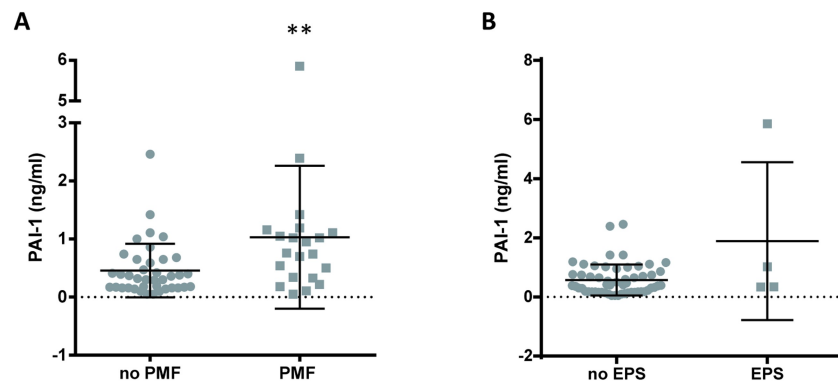 A
**
PAI-1 (ng/ml)
6
5
3
2
1
0
-1
no PMF
PMF
B
PAI-1 (ng/ml)
8
6
4
2
0
-2
no EPS
EPS